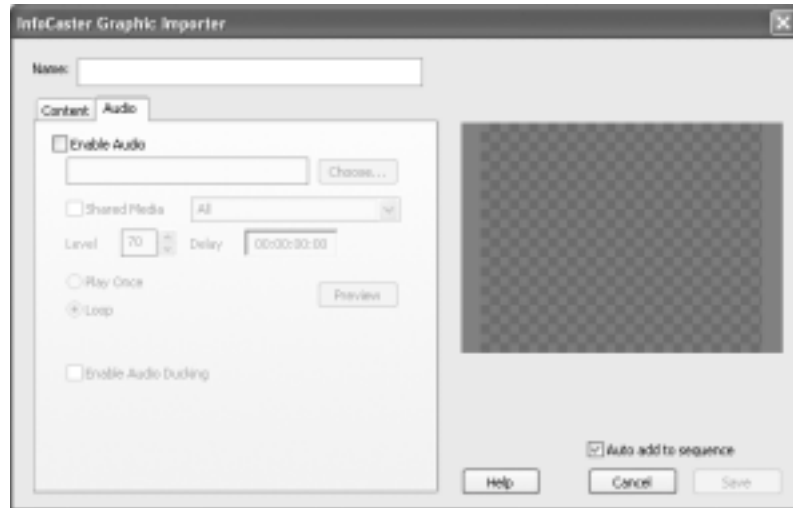 InfoCaster Graphic Importer
Name:
Content Audio
Enable Audio
Choose...
Shared Media All
Level 70 Delay 00:00:00:00
Play Once
Preview
Loop
Enable Audio Ducking
Auto add to sequence
Help Cancel Save